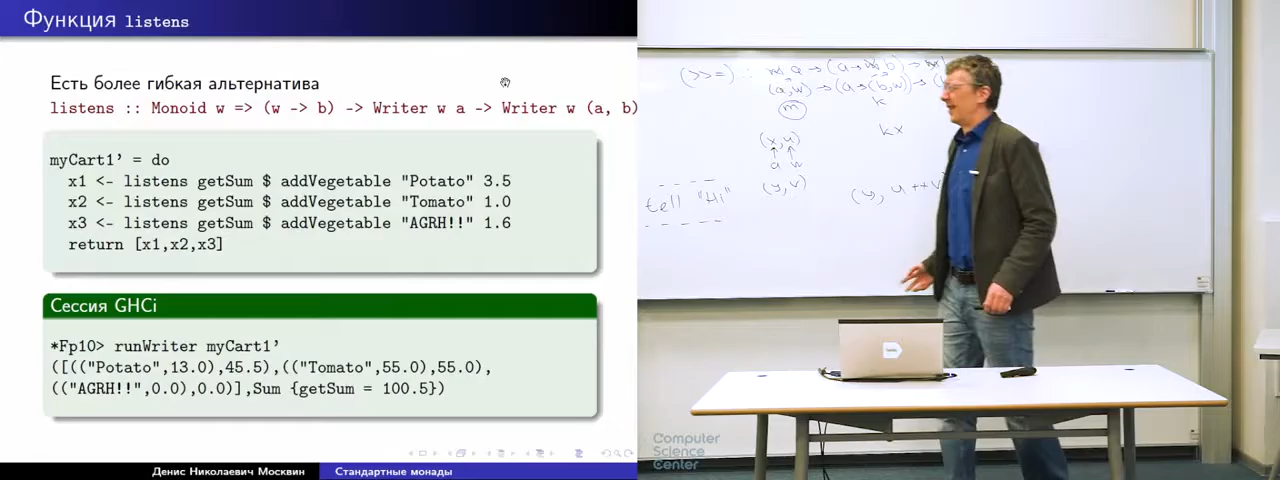 Функция listens
Есть более гибкая альтернатива
listens :: Monoid w => (w -> b) -> Writer w a -> Writer w (a, b)
myCart1’ = do
x1 <- listens getSum $ addVegetable "Potato" 3.5
x2 <- listens getSum $ addVegetable "Tomato" 1.0
x3 <- listens getSum $ addVegetable "AGRH!!" 1.6
return [x1,x2,x3]
Сессия GHCi
*Fp10> runWriter myCart1’
([(("Potato",13.0),45.5),(("Tomato",55.0),55.0),
(("AGRH!!",0.0),0.0)],Sum {getSum = 100.5})
Денис Николаевич Москвин
Стандартные монады
(>>=) ::
(a,w) → (a → (b,w) →
m
k
k x
(x,u)
a w
(y,v)
(y, u ++ v
tell "Hi"
Computer
Science
Center